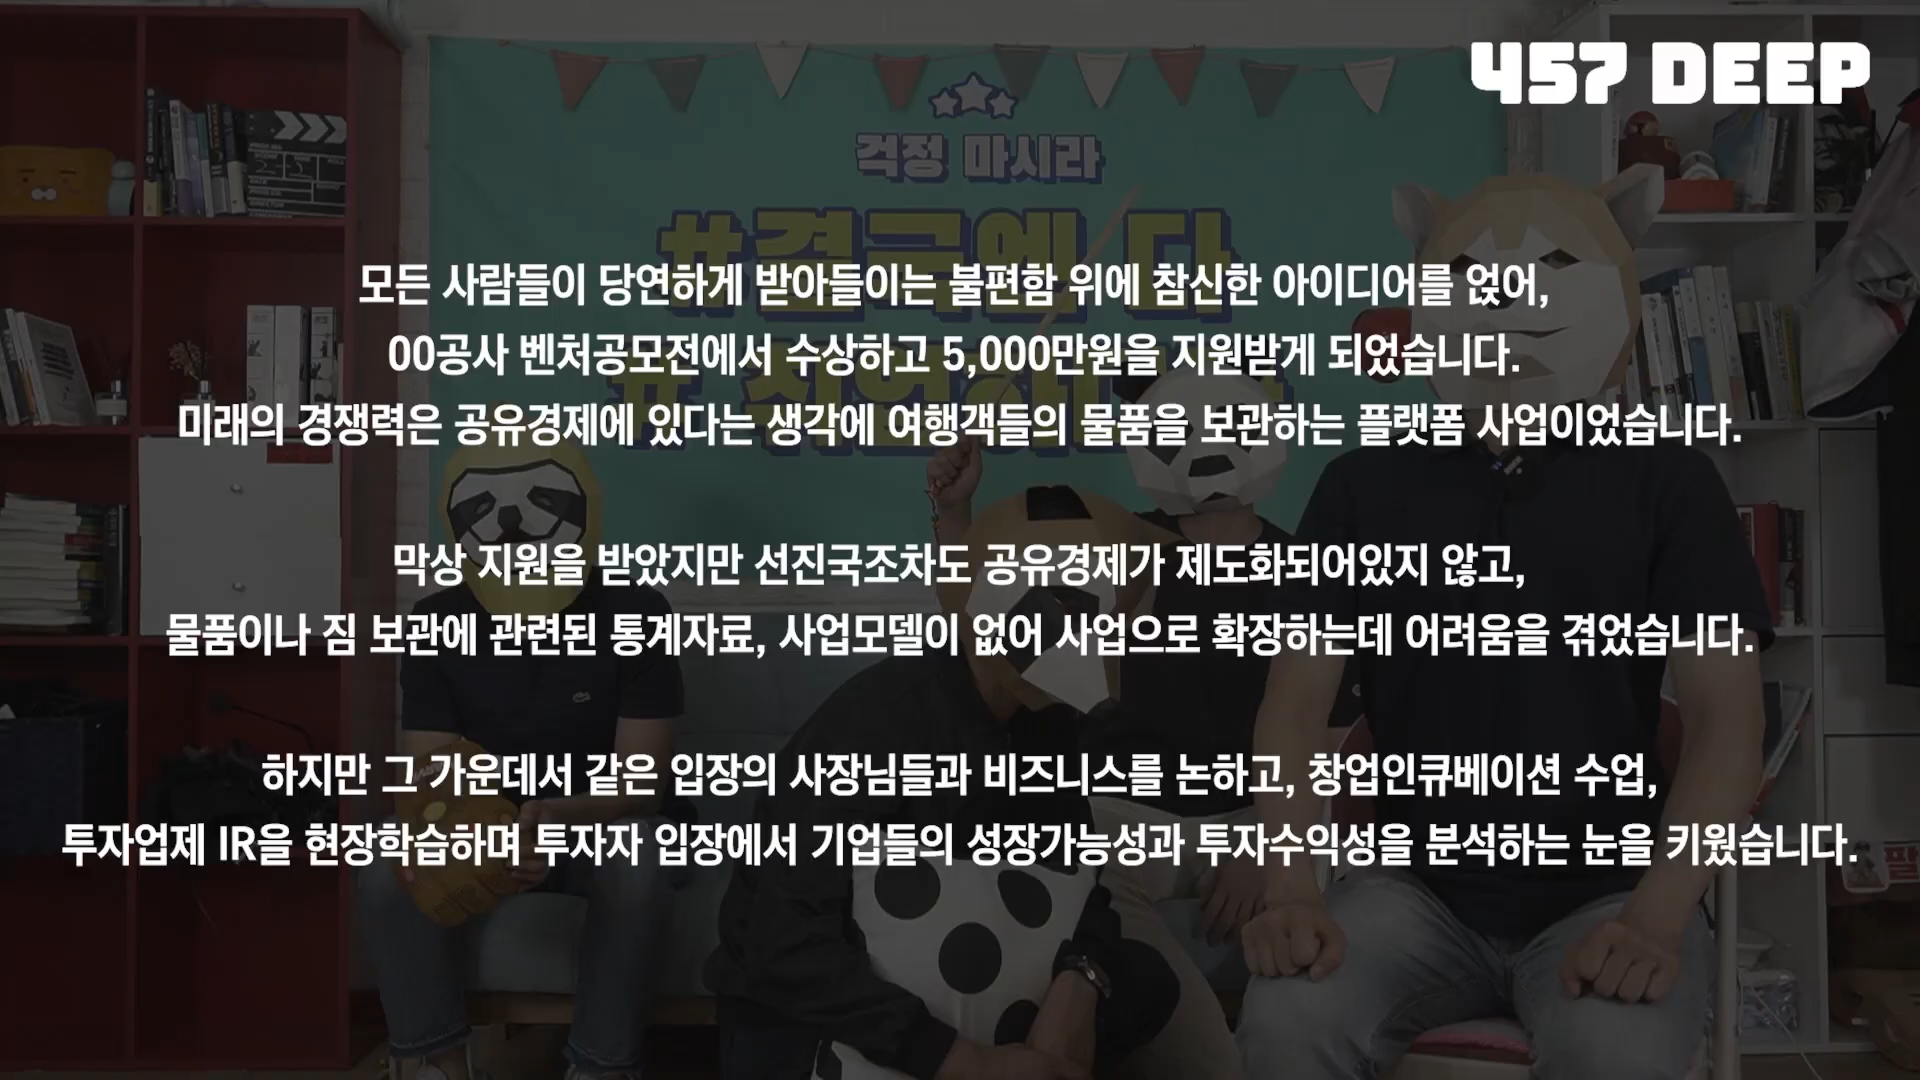 457 DEEP
걱정 마시라
#결국엔 다
모든 사람들이 당연하게 받아들이는 불편함 위에 참신한 아이디어를 얹어,
00공사 벤처공모전에서 수상하고 5,000만원을 지원받게 되었습니다.
미래의 경쟁력은 공유경제에 있다는 생각에 여행객들의 물품을 보관하는 플랫폼 사업이었습니다.
막상 지원을 받았지만 선진국조차도 공유경제가 제도화되어있지 않고,
물품이나 짐 보관에 관련된 통계자료, 사업모델이 없어 사업으로 확장하는데 어려움을 겪었습니다.
하지만 그 가운데서 같은 입장의 사장님들과 비즈니스를 논하고, 창업인큐베이션 수업,
투자업제 IR을 현장학습하며 투자자 입장에서 기업들의 성장가능성과 투자수익성을 분석하는 눈을 키웠습니다.